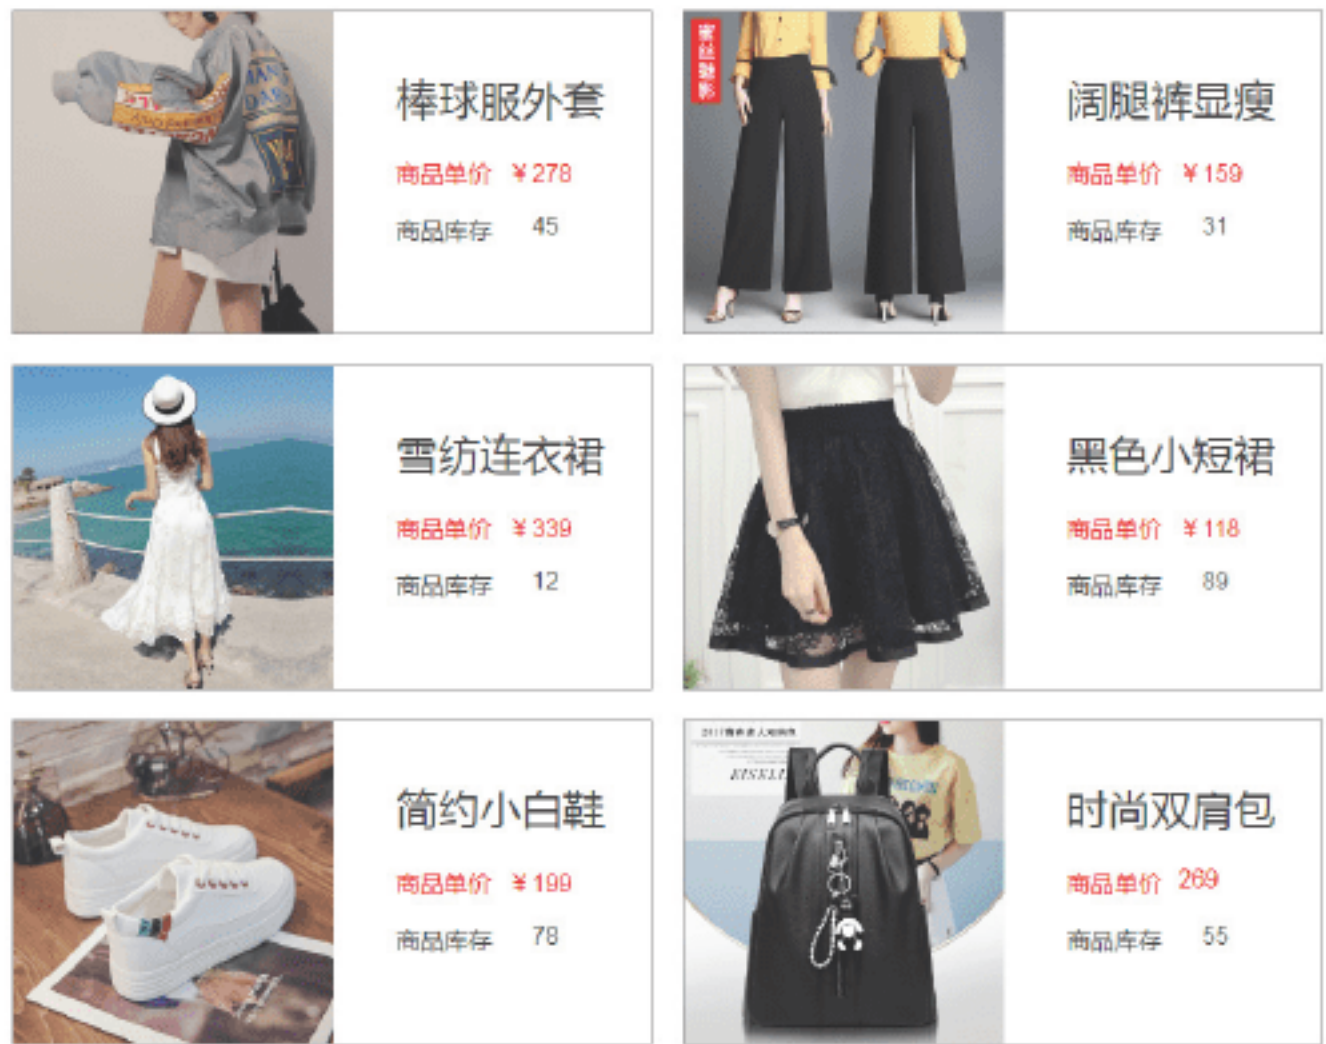 棒球服外套
商品单价 ¥278
商品库存 45
蜜丝魅影
阔腿裤显瘦
商品单价 ¥159
商品库存 31
雪纺连衣裙
商品单价 ¥339
商品库存 12
黑色小短裙
商品单价 ¥118
商品库存 89
简约小白鞋
商品单价 ¥199
商品库存 78
时尚双肩包
商品单价 269
商品库存 55